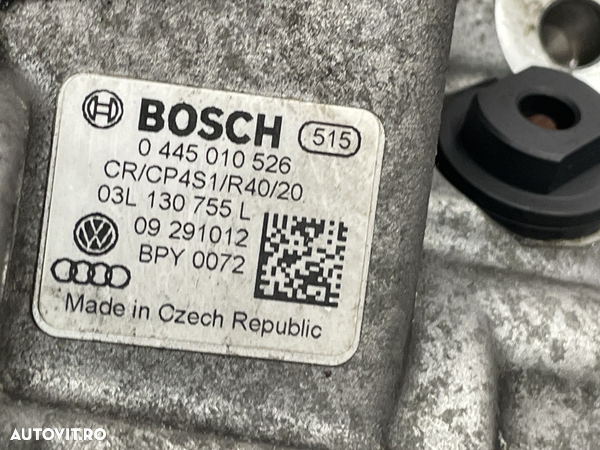 BOSCH 515
0 445 010 526
CR/CP4S1/R40/20
03L 130 755 L
09 291012
BPY 0072
Made in Czech Republic
AUTOVIT.RO